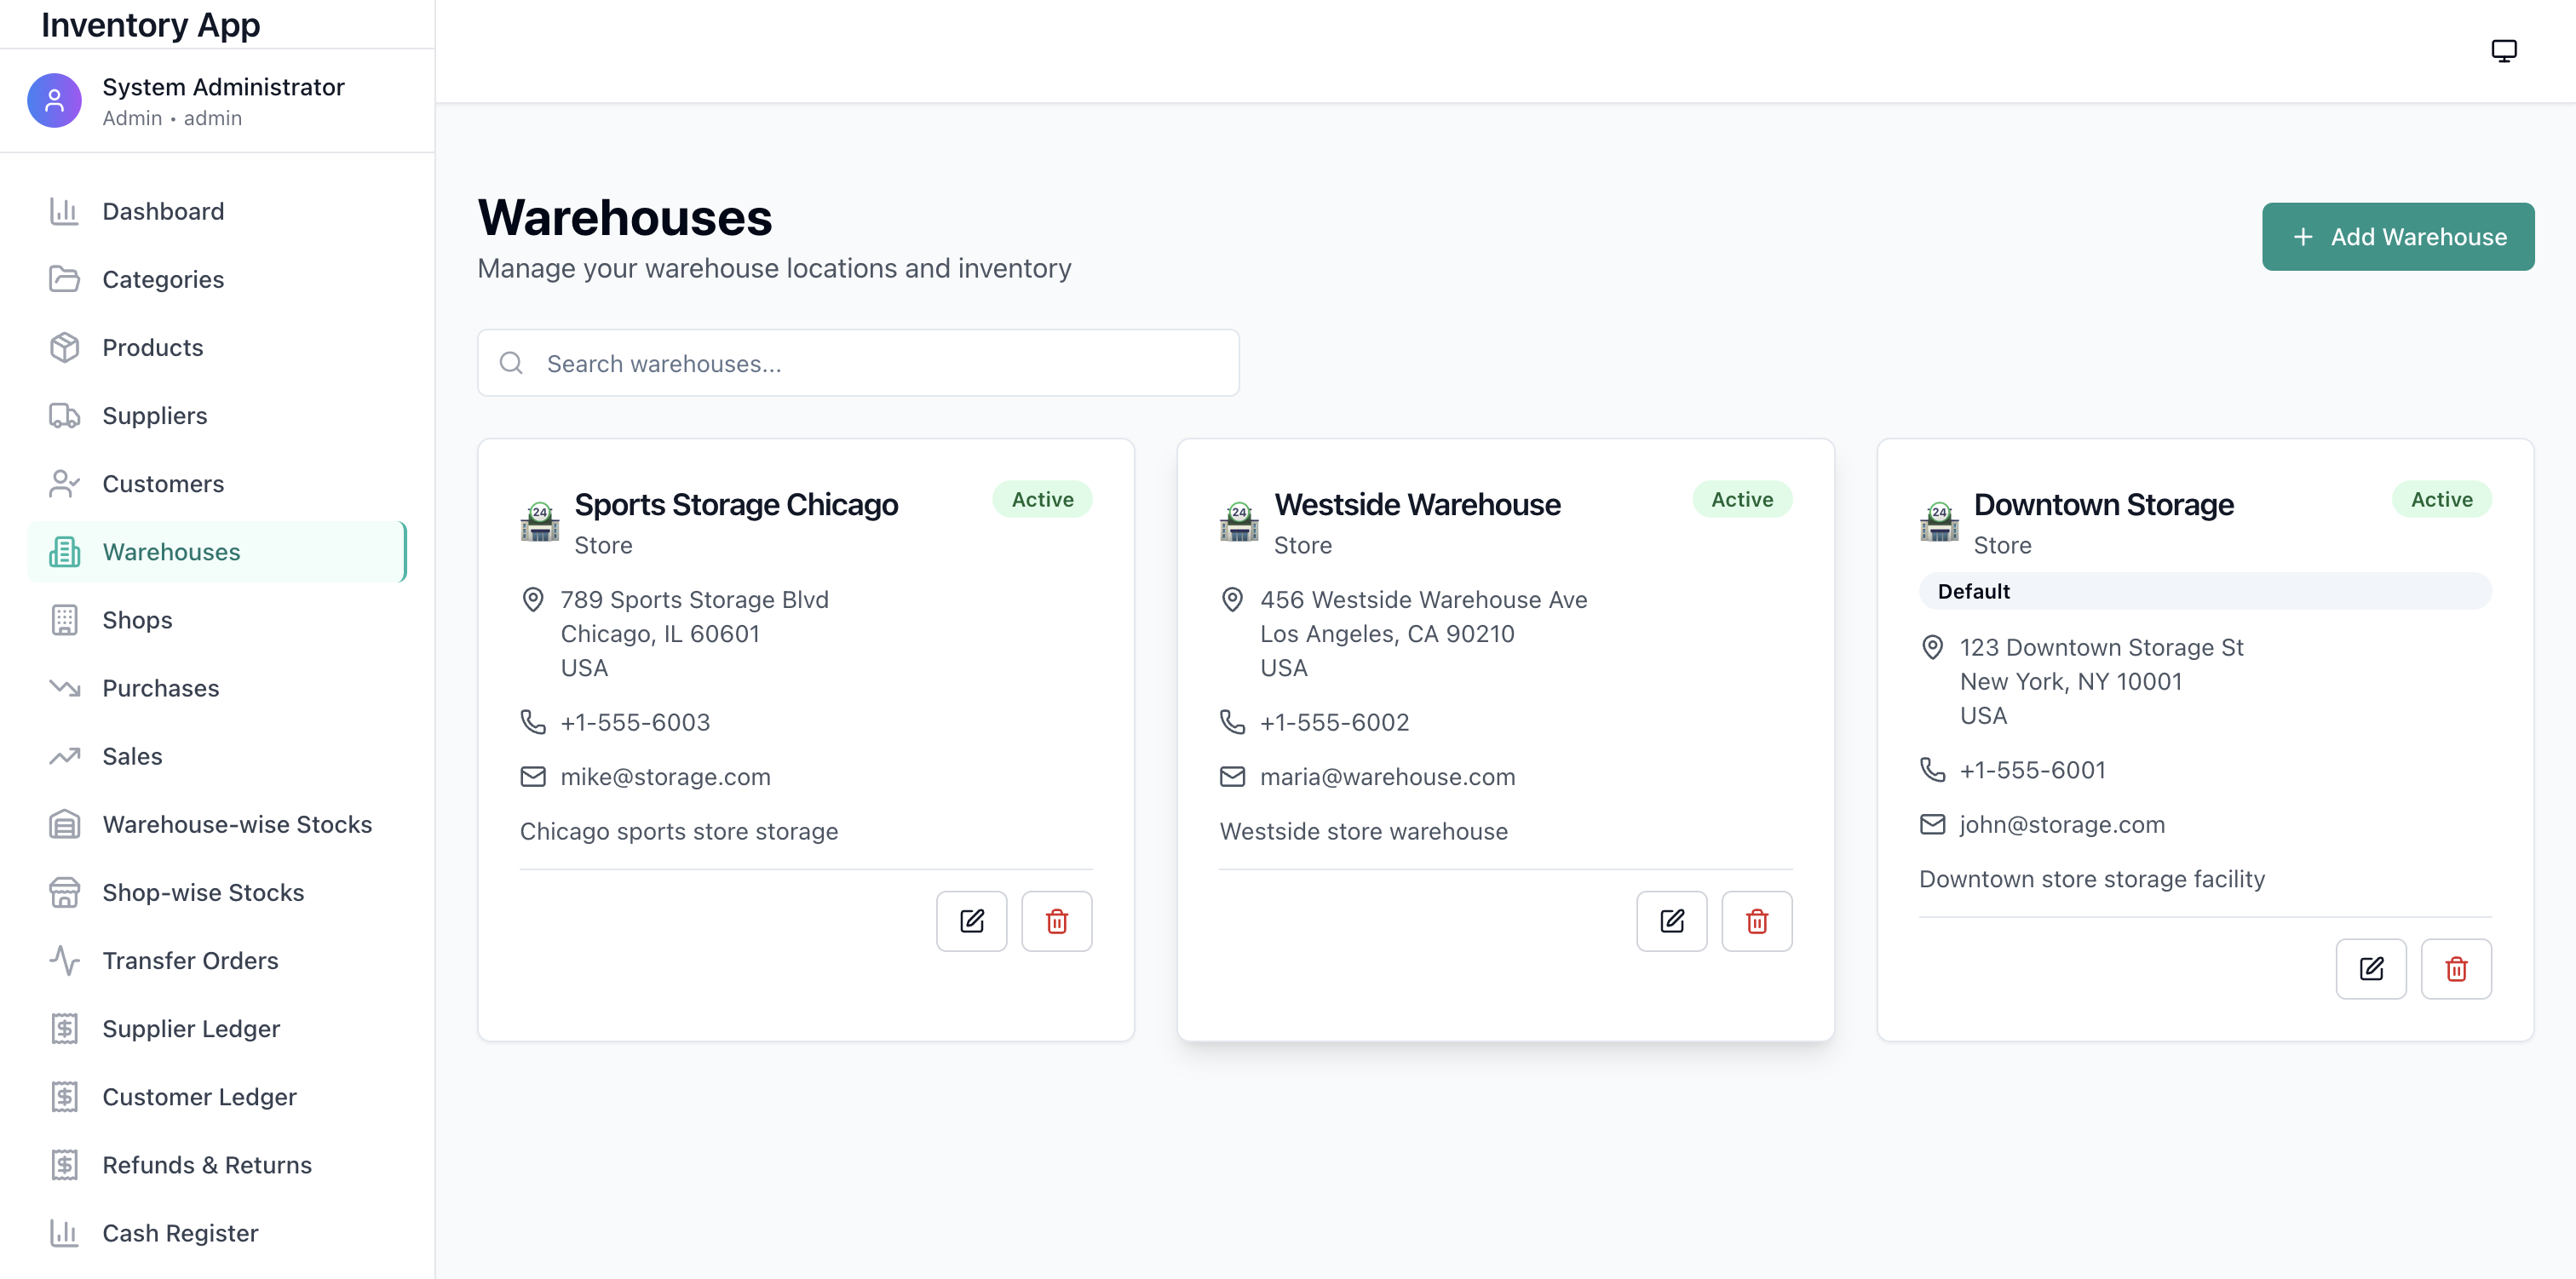 Inventory App
System Administrator
Admin • admin
Dashboard
Categories
Products
Suppliers
Customers
Warehouses
Shops
Purchases
Sales
Warehouse-wise Stocks
Shop-wise Stocks
Transfer Orders
Supplier Ledger
Customer Ledger
Refunds & Returns
Cash Register
Warehouses
Manage your warehouse locations and inventory
Add Warehouse
Search warehouses...
24
Sports Storage Chicago
Active
Store
789 Sports Storage Blvd
Chicago, IL 60601
USA
+1-555-6003
mike@storage.com
Chicago sports store storage
24
Westside Warehouse
Active
Store
456 Westside Warehouse Ave
Los Angeles, CA 90210
USA
+1-555-6002
maria@warehouse.com
Westside store warehouse
24
Downtown Storage
Active
Store
Default
123 Downtown Storage St
New York, NY 10001
USA
+1-555-6001
john@storage.com
Downtown store storage facility